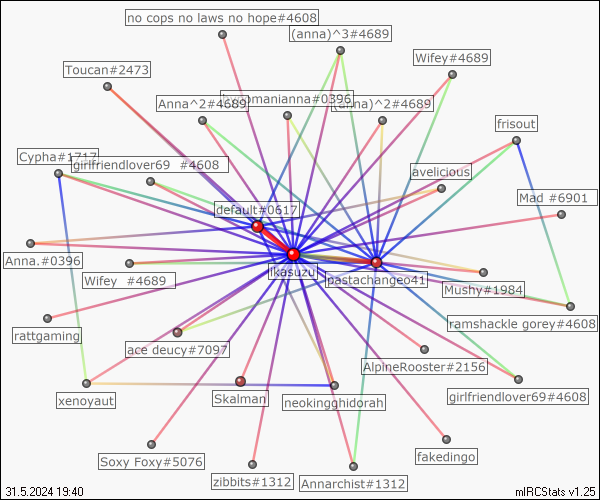 no cops no laws no hope#4608
(anna)^3#4689
Wifey#4689
Toucan#2473
Anna^2#4689
(anna)^2#4689
frisout
Cypha#1717
girlfriendlover69 #4608
avelicious
Mad #6901
default#0617
Anna.#0396
Ikasuzu
Wifey #4689
pastachange041
Mushy#1984
rattgaming
ramshackle gorey#4608
ace deucy#7097
AlpineRooster#2156
xenoyaut
Skalman
neokingghidorah
girlfriendlover69#4608
Soxy Foxy#5076
fakedingo
zibbits#1312
Annarchist#1312
31.5.2024 19:40
mIRCStats v1.25